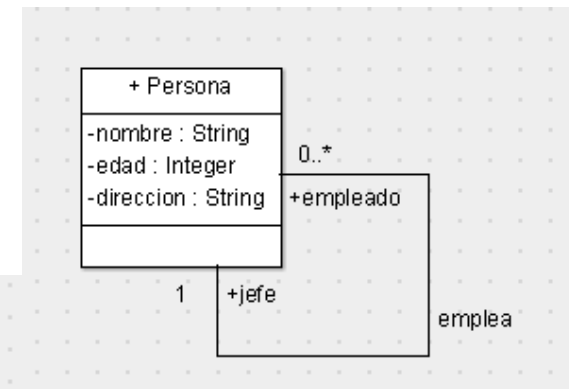 + Persona
-nombre : String
-edad : Integer
-direccion : String
0..*
+empleado
1
+jefe
emplea